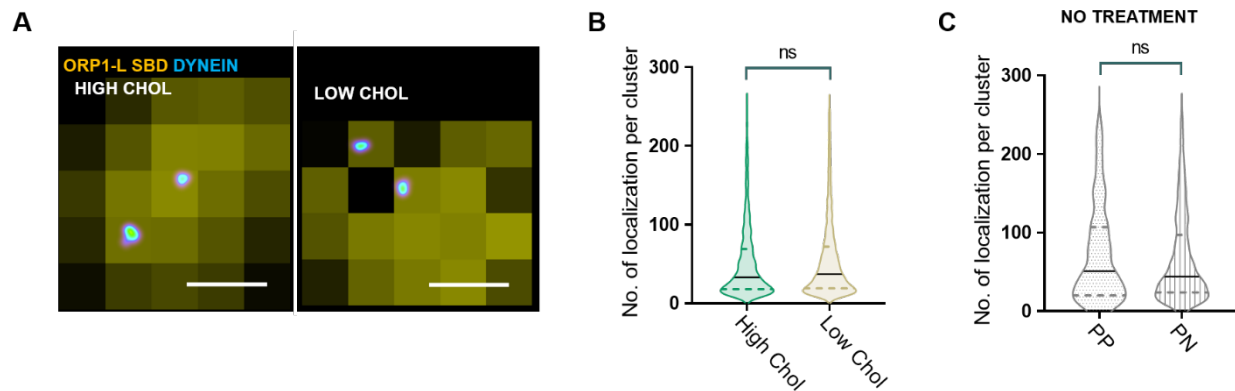 A
ORP1-L SBD DYNEIN
HIGH CHOL
LOW CHOL
B
ns
No. of localization per cluster
300
200
100
0
High Chol
Low Chol
C
NO TREATMENT
ns
No. of localization per cluster
300
200
100
0
PP
PN